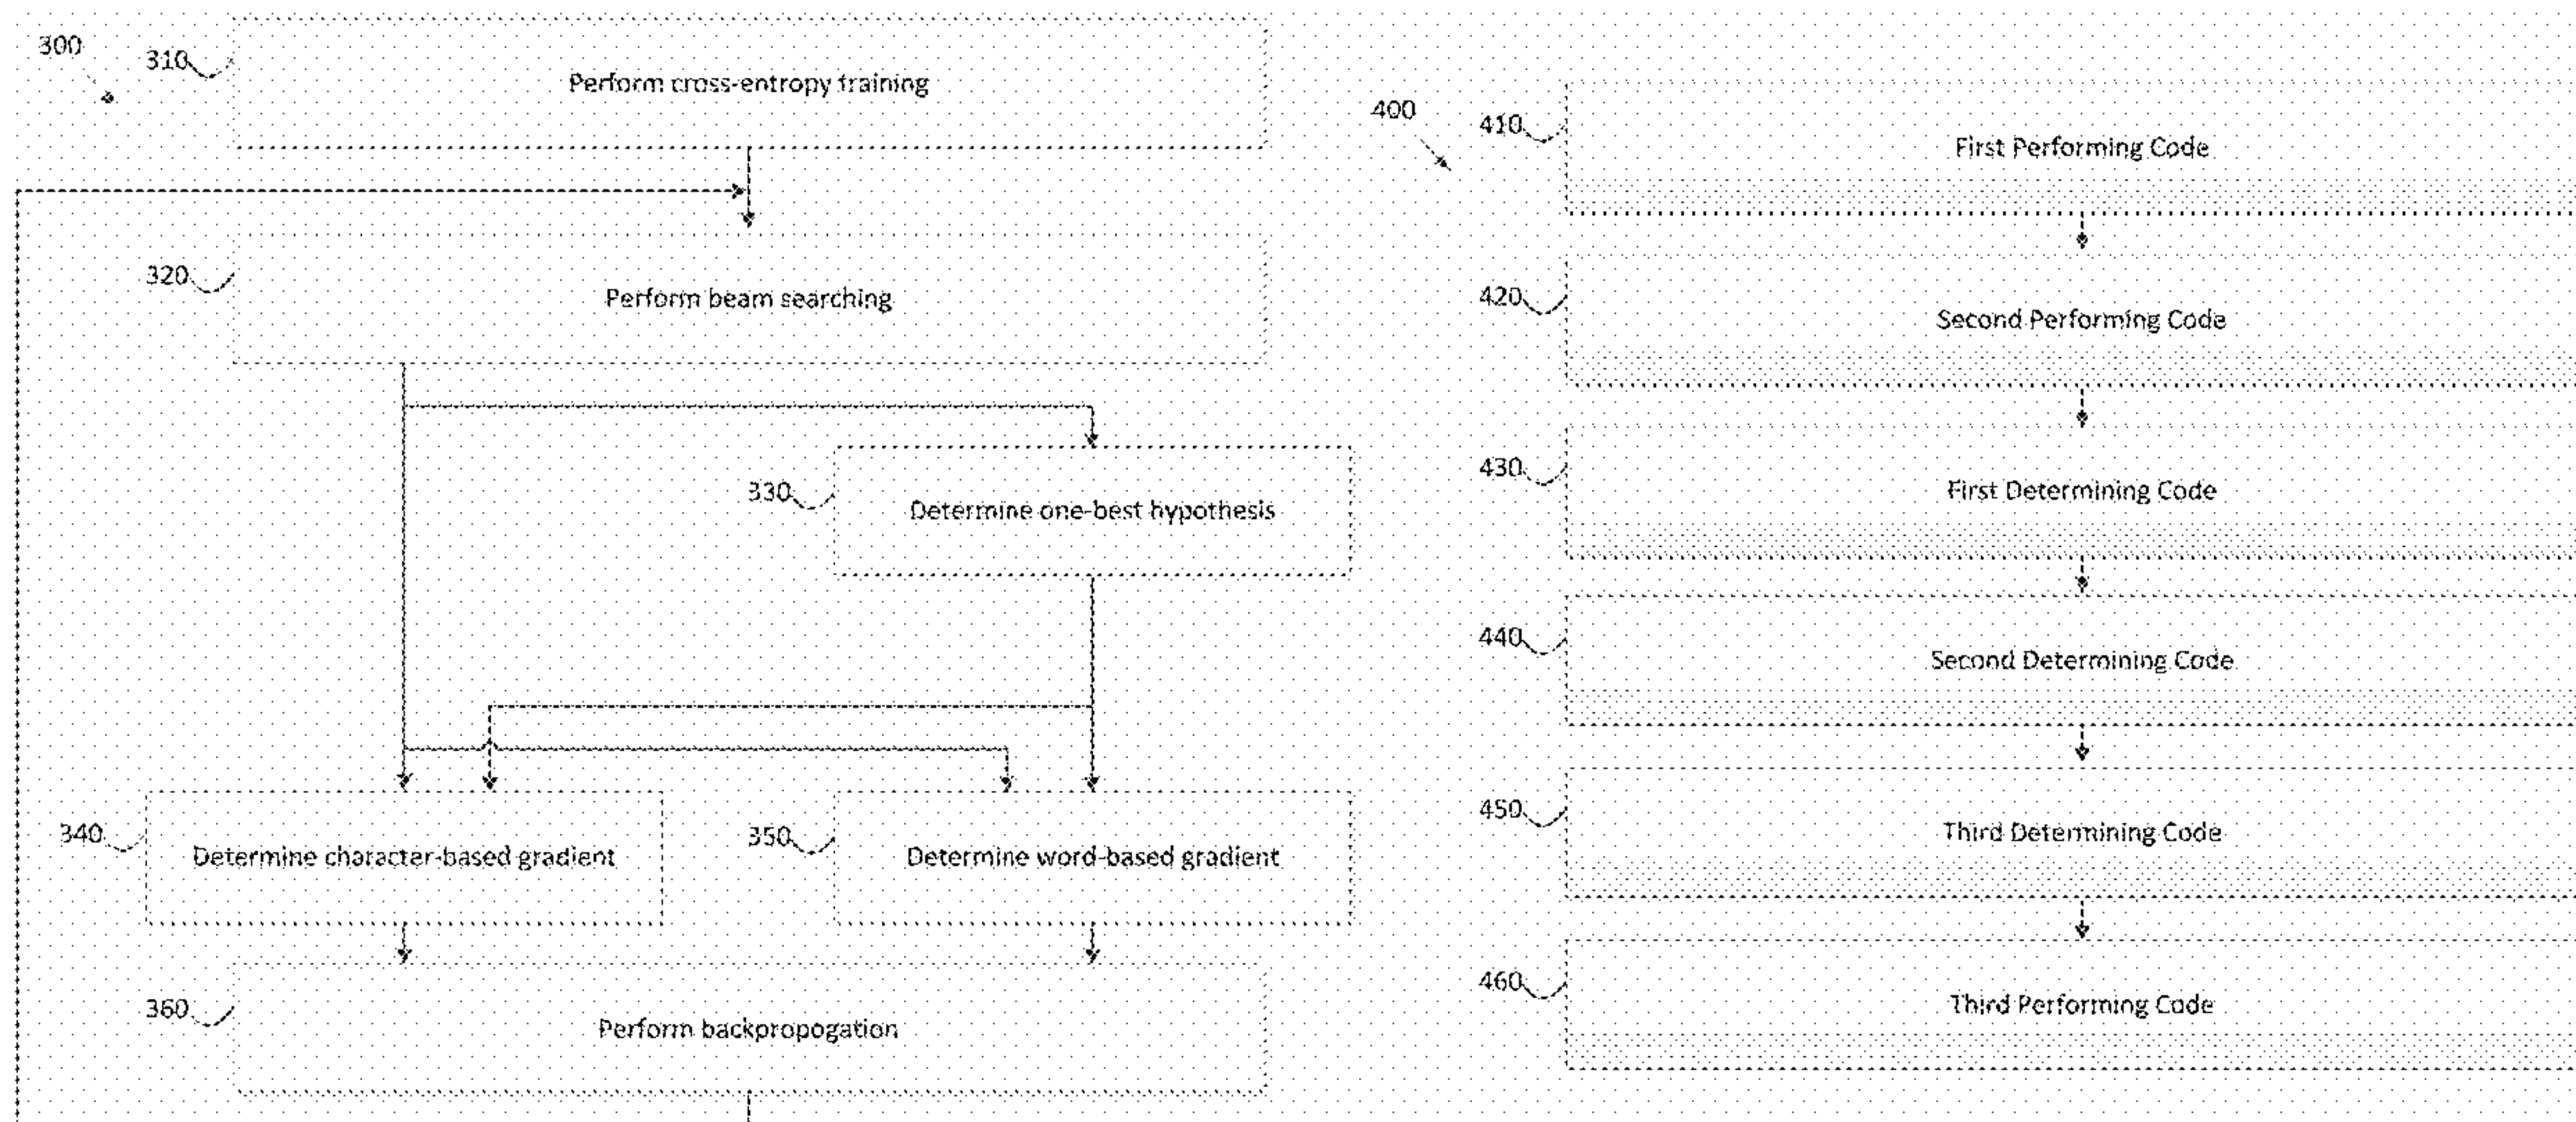 300
310
Perform cross-entropy training
320
Perform beam searching
330
Determine one-best hypothesis
340
Determine character-based gradient
350
Determine word-based gradient
360
Perform backpropogation
400
410
First Performing Code
420
Second Performing Code
430
First Determining Code
440
Second Determining Code
450
Third Determining Code
460
Third Performing Code